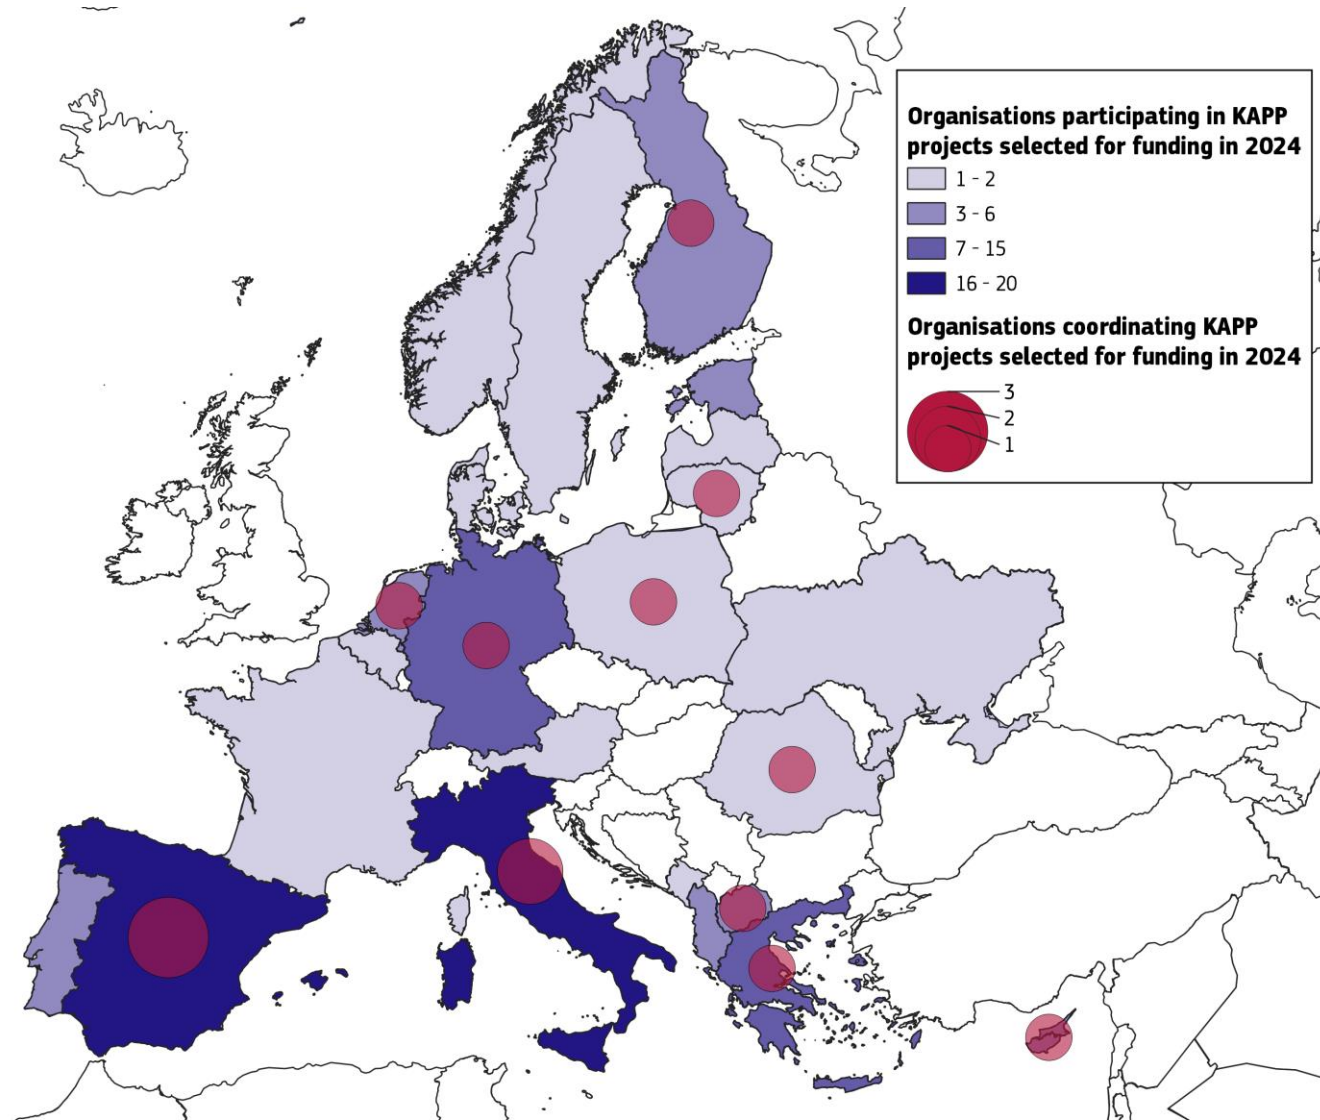 Organisations participating in KAPP
projects selected for funding in 2024
1 - 2
3 - 6
7 - 15
16 - 20
Organisations coordinating KAPP
projects selected for funding in 2024
3
2
1